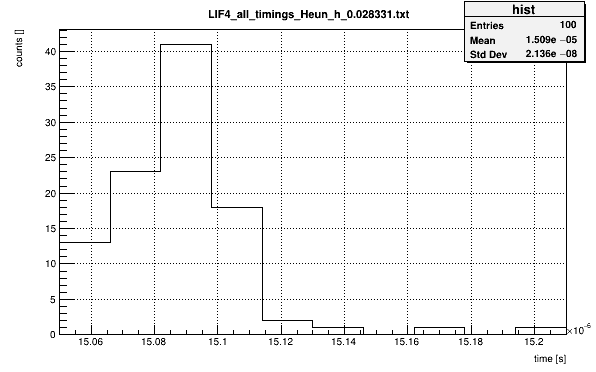 LIF4_all_timings_Heun_h_0.028331.txt
hist
Entries 100
Mean 1.509e −05
Std Dev 2.136e −08
counts []
40
35
30
25
20
15
10
5
0
15.06 15.08 15.1 15.12 15.14 15.16 15.18 15.2
×10⁻⁶
time [s]